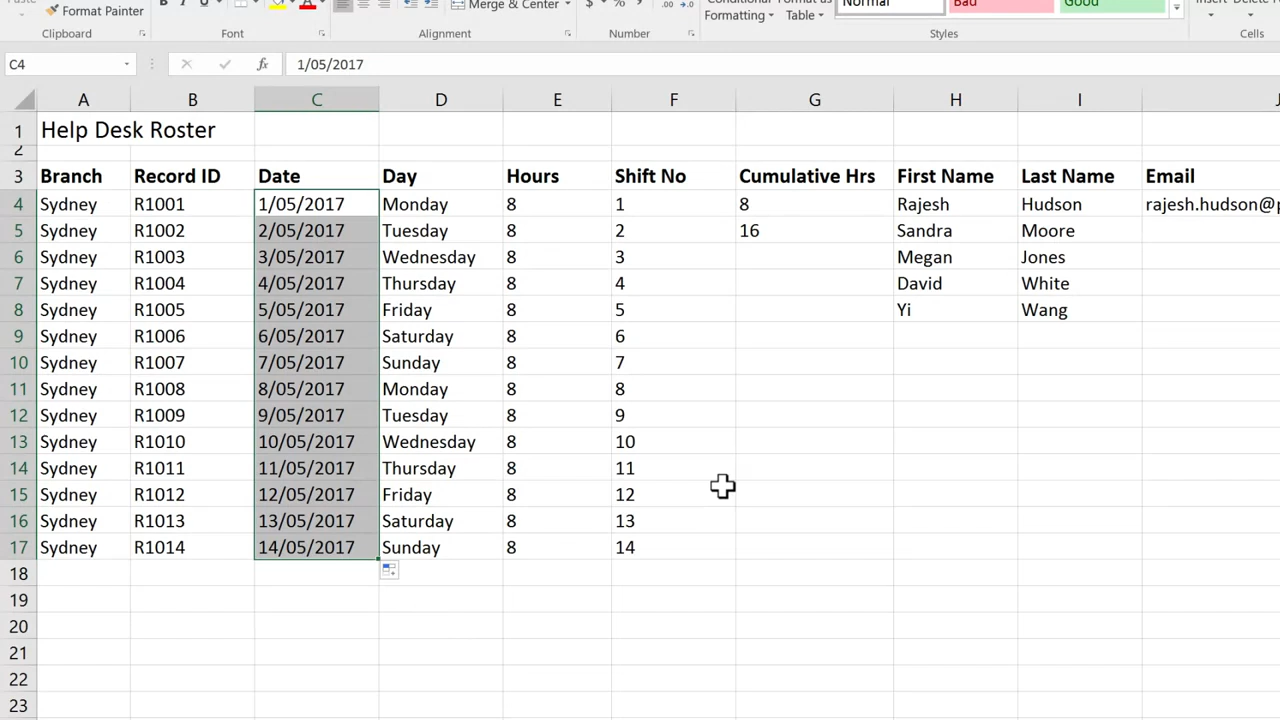 Format Painter
Merge & Center
Formatting
Table
Normal
Bad
Good
Clipboard
Font
Alignment
Number
Styles
Cells
C4
fx
1/05/2017
A B C D E F G H I
1 Help Desk Roster
2
3 Branch Record ID Date Day Hours Shift No Cumulative Hrs First Name Last Name Email
4 Sydney R1001 1/05/2017 Monday 8 1 8 Rajesh Hudson rajesh.hudson@
5 Sydney R1002 2/05/2017 Tuesday 8 2 16 Sandra Moore
6 Sydney R1003 3/05/2017 Wednesday 8 3 Megan Jones
7 Sydney R1004 4/05/2017 Thursday 8 4 David White
8 Sydney R1005 5/05/2017 Friday 8 5 Yi Wang
9 Sydney R1006 6/05/2017 Saturday 8 6
10 Sydney R1007 7/05/2017 Sunday 8 7
11 Sydney R1008 8/05/2017 Monday 8 8
12 Sydney R1009 9/05/2017 Tuesday 8 9
13 Sydney R1010 10/05/2017 Wednesday 8 10
14 Sydney R1011 11/05/2017 Thursday 8 11
15 Sydney R1012 12/05/2017 Friday 8 12
16 Sydney R1013 13/05/2017 Saturday 8 13
17 Sydney R1014 14/05/2017 Sunday 8 14
18
19
20
21
22
23